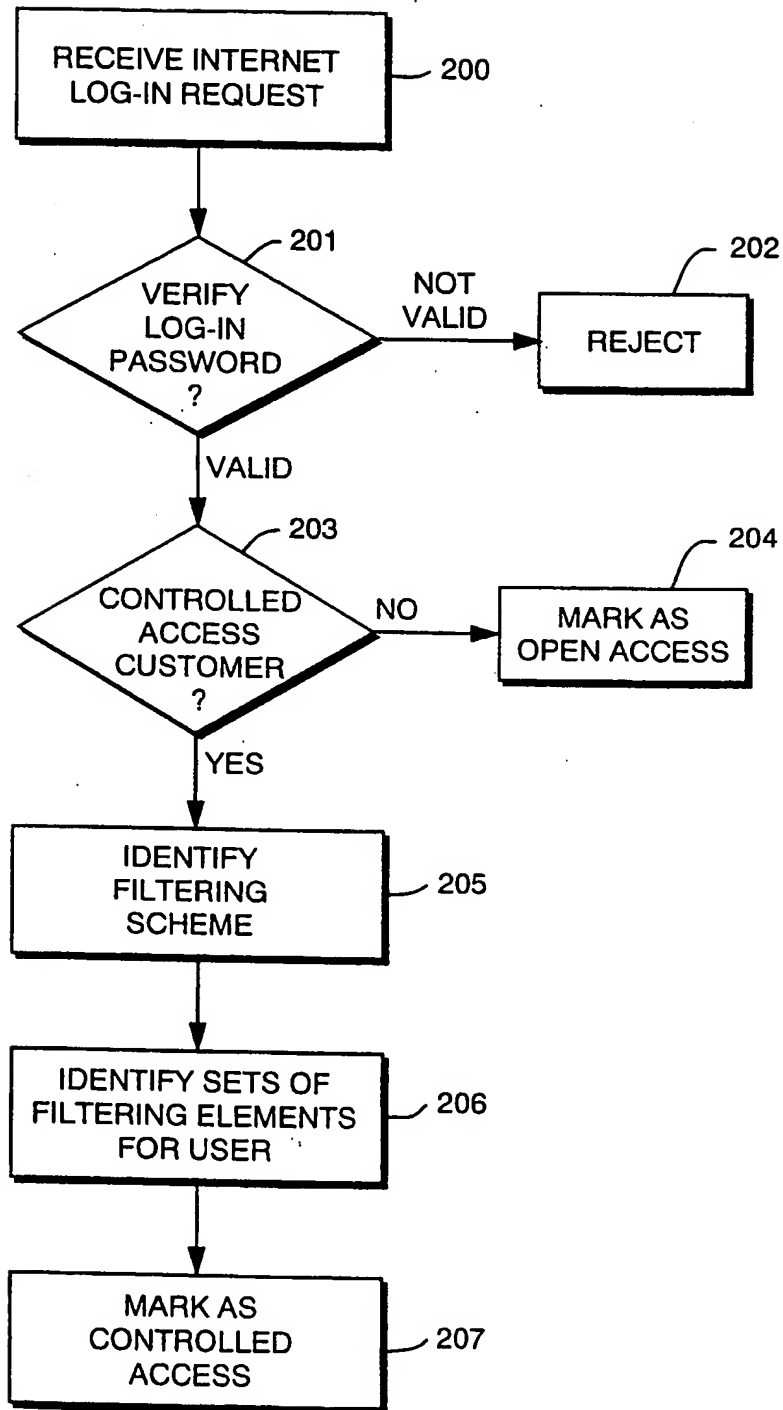 RECEIVE INTERNET
LOG-IN REQUEST
200
201
VERIFY
LOG-IN
PASSWORD
?
NOT
VALID
202
REJECT
VALID
203
CONTROLLED
ACCESS
CUSTOMER
?
NO
204
MARK AS
OPEN ACCESS
YES
IDENTIFY
FILTERING
SCHEME
205
IDENTIFY SETS OF
FILTERING ELEMENTS
FOR USER
206
MARK AS
CONTROLLED
ACCESS
207